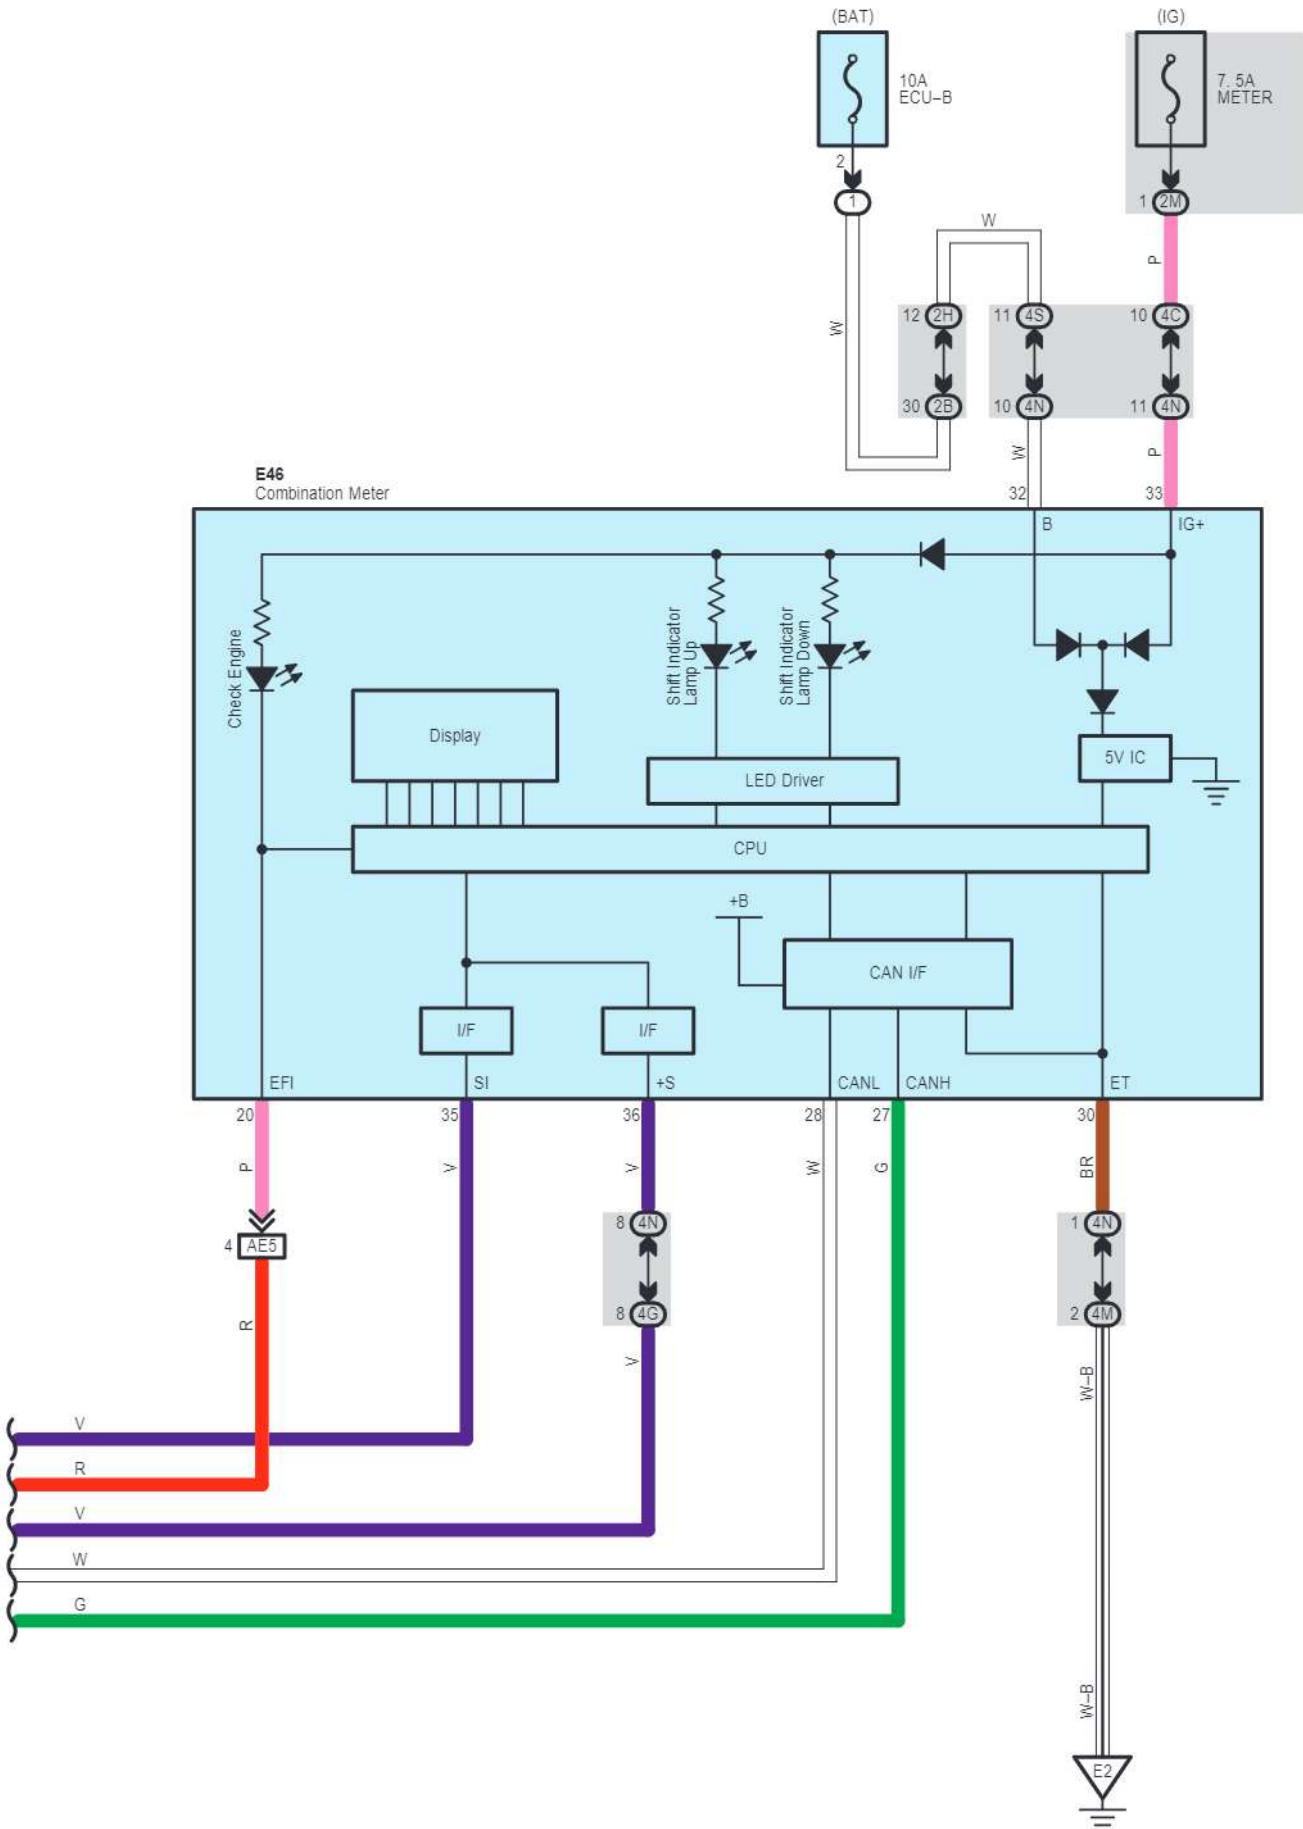 (BAT)
(IG)
10A
ECU–B
7. 5A
METER
2
1
1
2M
W
P
W
12
2H
11
4S
10
4C
30
2B
10
4N
11
4N
W
P
E46
Combination Meter
32
33
B
IG+
Check Engine
Shift Indicator
Lamp Up
Shift Indicator
Lamp Down
Display
LED Driver
5V IC
CPU
+B
CAN I/F
I/F
I/F
EFI
SI
+S
CANL
CANH
ET
20
35
36
28
27
30
P
V
V
W
G
BR
4
AE5
8
4N
1
4N
8
4G
2
4M
R
V
W–B
V
R
V
W
G
W–B
E2